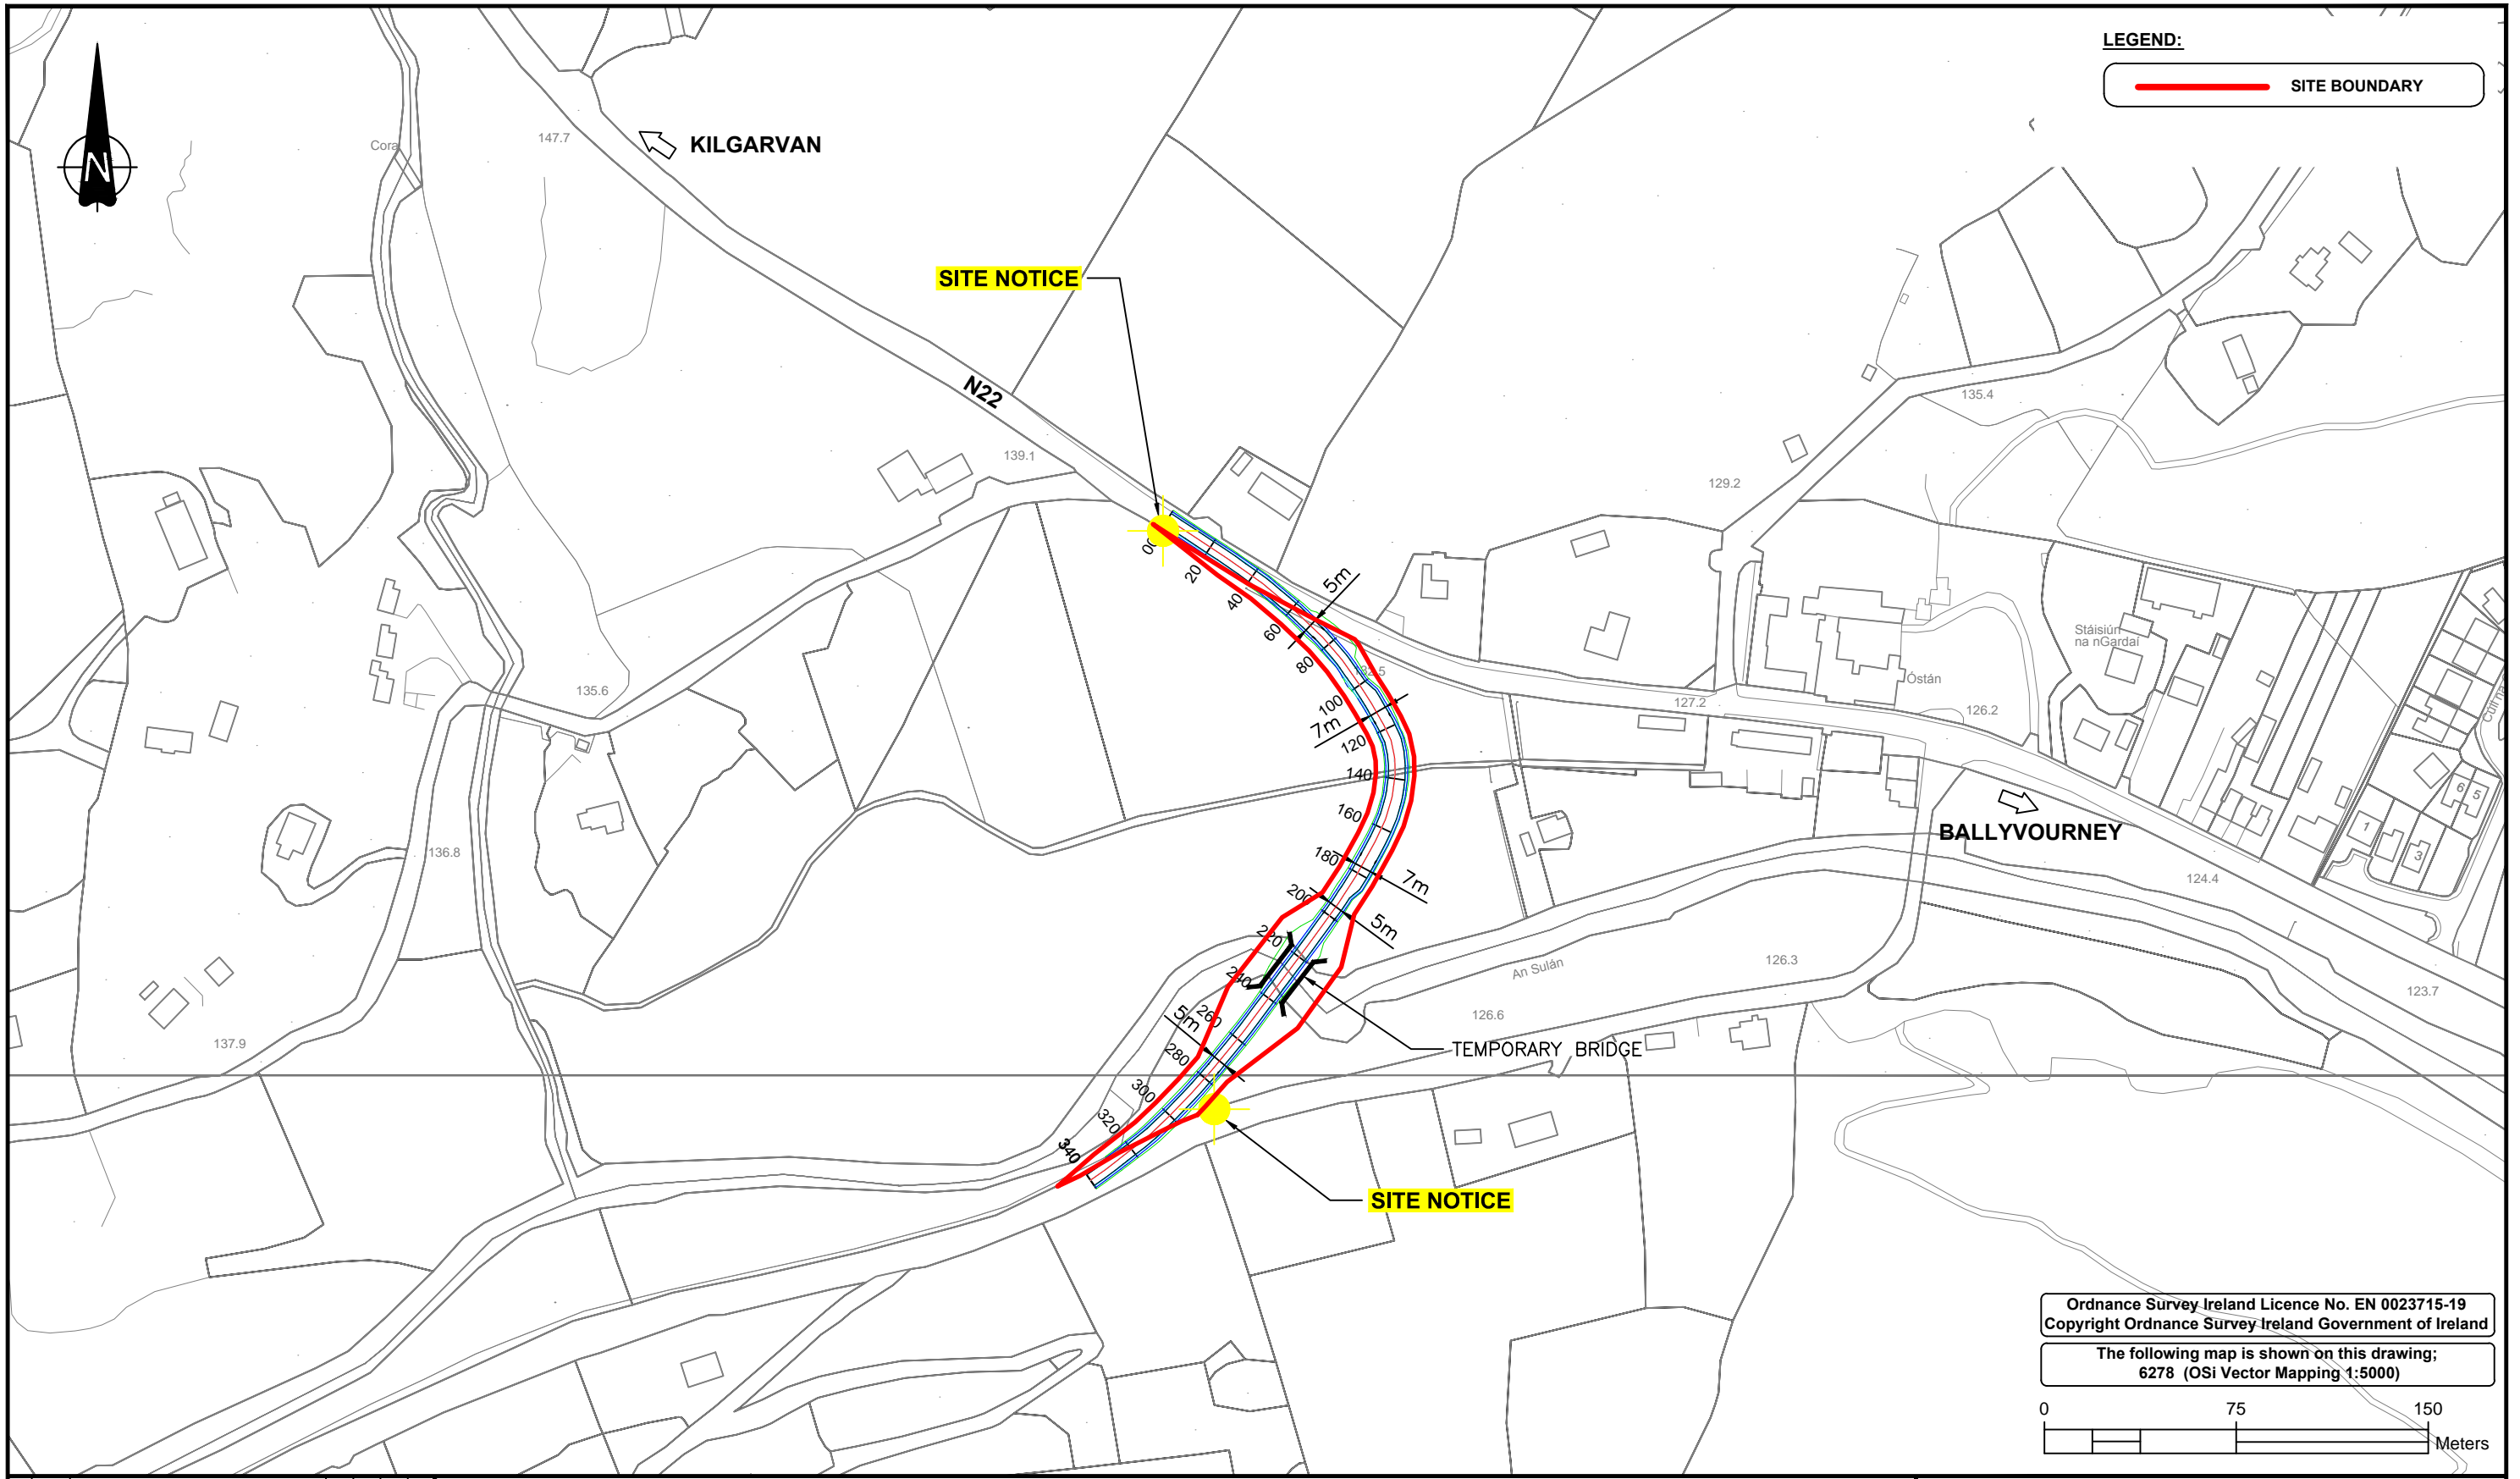 LEGEND:
SITE BOUNDARY
N
Cora
147.7
KILGARVAN
SITE NOTICE
N22
135.4
139.1
129.2
00
20
40
5m
60
80
Stáisiún
na nGardaí
Óstán
135.6
100
7m
127.2
126.2
120
140
160
BALLYVOURNEY
6
5
1
3
136.8
180
7m
124.4
200
5m
220
An Sulán
126.3
240
123.7
126.6
260
5m
137.9
280
TEMPORARY BRIDGE
300
320
340
SITE NOTICE
Ordnance Survey Ireland Licence No. EN 0023715-19
Copyright Ordnance Survey Ireland Government of Ireland
The following map is shown on this drawing;
6278 (OSi Vector Mapping 1:5000)
0 75 150
Meters